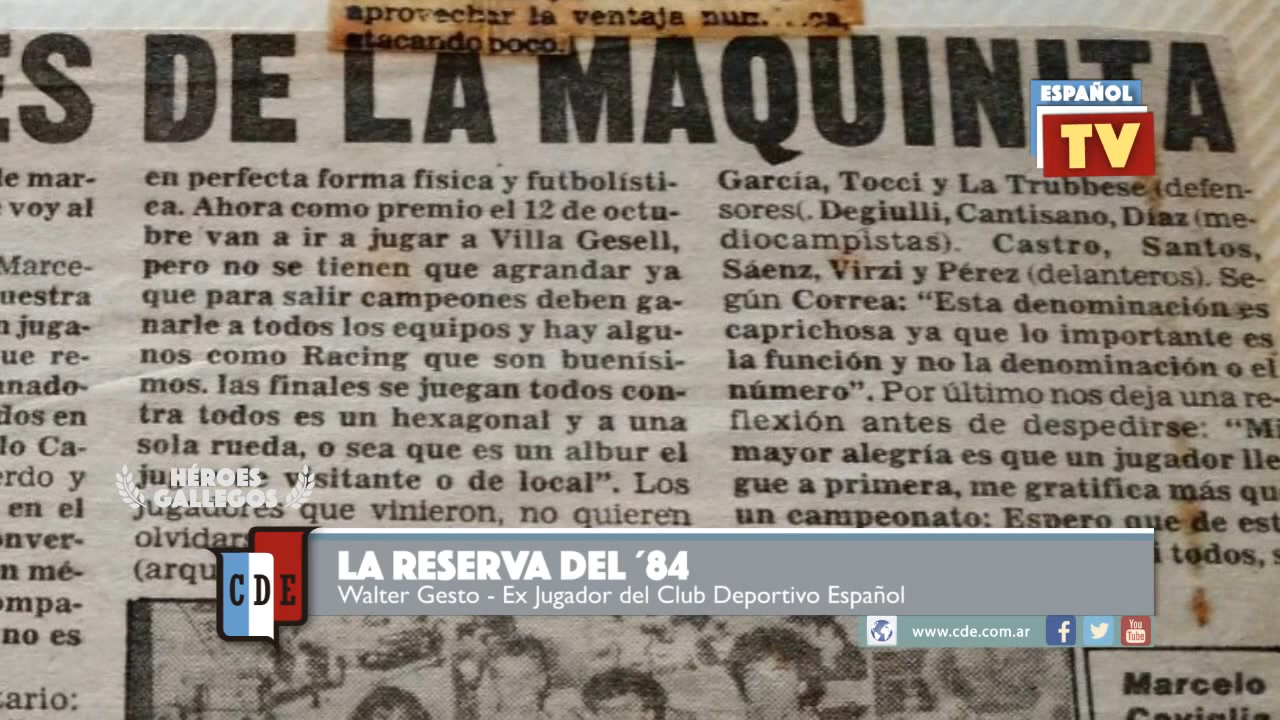 aprovechar la ventaja
atacando poco.
ES DE LA MAQUINITA
ESPAÑOL
TV
de mar-
voy al
Marce-
uestra
juga-
ue re-
nado-
dos en
lo Ca-
erdo y
en el
nver-
n mé-
ompa-
no es
tario:
en perfecta forma física y futbolísti-
ca. Ahora como premio el 12 de octu-
bre van a ir a jugar a Villa Gesell,
pero no se tienen que agrandar ya
que para salir campeones deben ga-
narle a todos los equipos y hay algu-
nos como Racing que son buenísi-
mos. las finales se juegan todos con-
tra todos es un hexagonal y a una
sola rueda, o sea que es un albur el
ju visitante o de local”. Los
jugadores que vinieron, no quieren
olvidars
(arqu
García, Tocci y La Trubbese (defen-
sores(. Degiulli, Cantisano, Díaz (me-
diocampistas). Castro, Santos,
Sáenz, Virzi y Pérez (delanteros). Se-
gún Correa: “Esta denominación es
caprichosa ya que lo importante es
la función y no la denominación o el
número”. Por último nos deja una re-
flexión antes de despedirse: “Mi
mayor alegría es que un jugador lle
gue a primera, me gratifica más qu
un campeonato: Espero que de est
todos, s
HÉROES
GALLEGOS
CDE
LA RESERVA DEL ´84
Walter Gesto - Ex Jugador del Club Deportivo Español
www.cde.com.ar
You
Tube
Marcelo